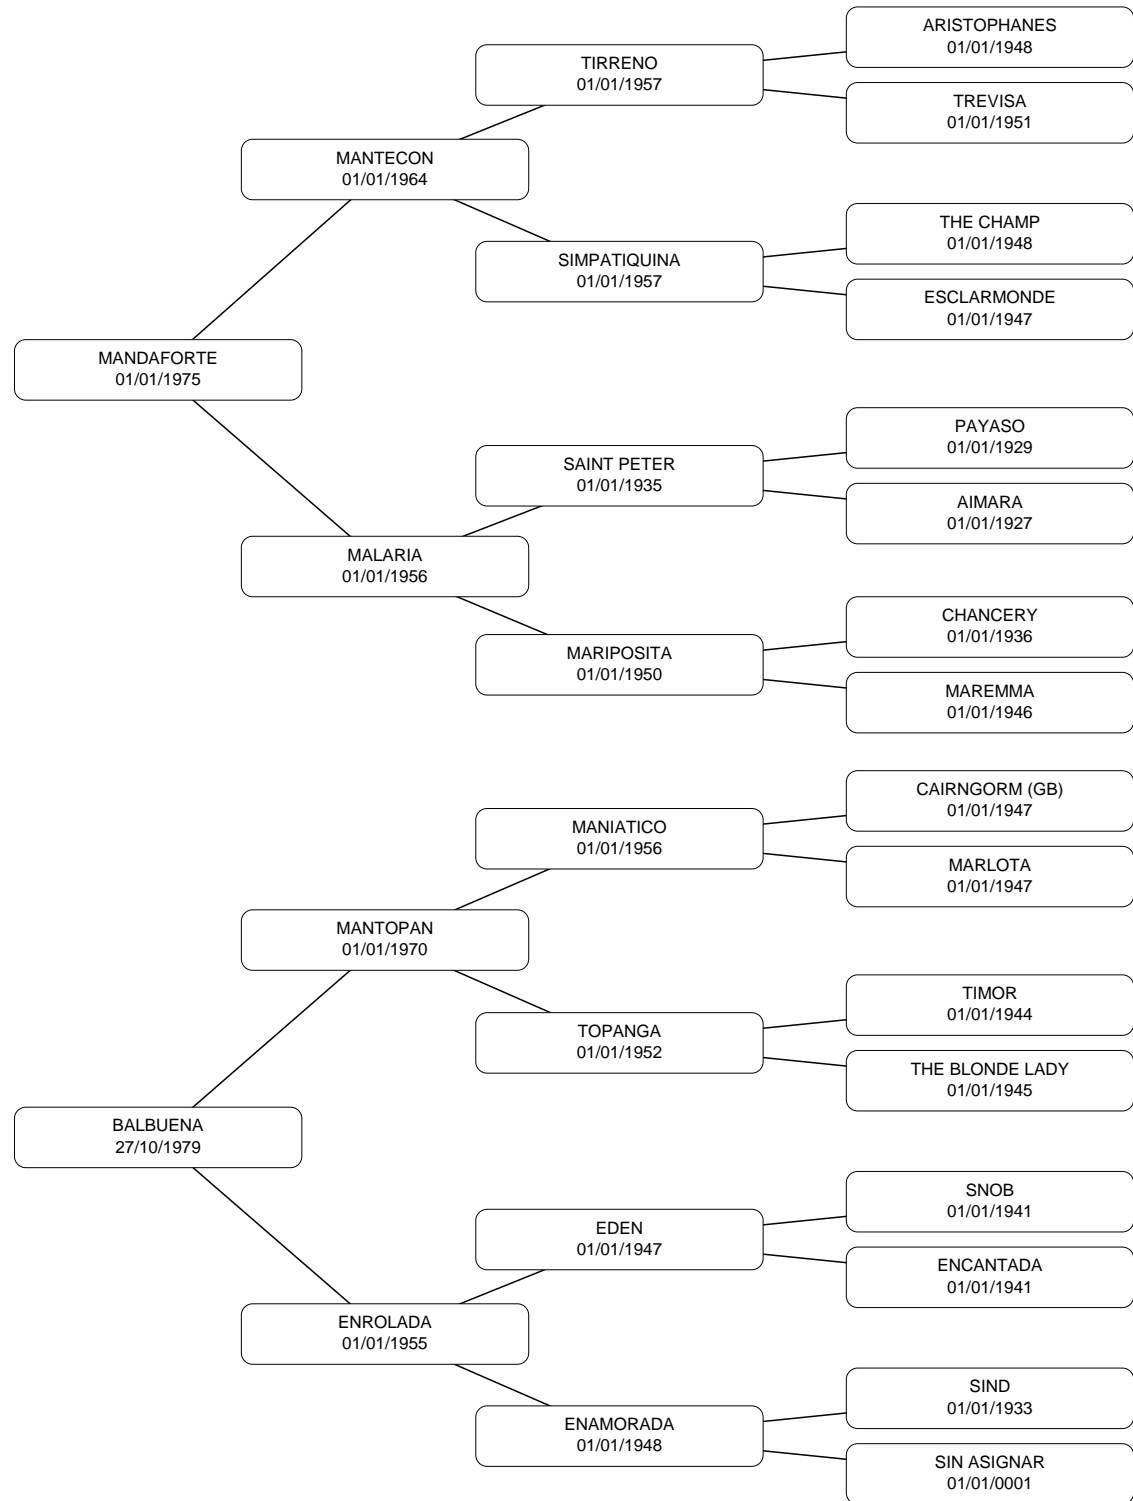 ARISTOPHANES
01/01/1948
TIRRENO
01/01/1957
TREVISA
01/01/1951
MANTECON
01/01/1964
THE CHAMP
01/01/1948
SIMPATIQUINA
01/01/1957
ESCLARMONDE
01/01/1947
MANDAFORTE
01/01/1975
PAYASO
01/01/1929
SAINT PETER
01/01/1935
AIMARA
01/01/1927
MALARIA
01/01/1956
CHANCERY
01/01/1936
MARIPOSITA
01/01/1950
MAREMMA
01/01/1946
CAIRNGORM (GB)
01/01/1947
MANIATICO
01/01/1956
MARLOTA
01/01/1947
MANTOPAN
01/01/1970
TIMOR
01/01/1944
TOPANGA
01/01/1952
THE BLONDE LADY
01/01/1945
BALBUENA
27/10/1979
SNOB
01/01/1941
EDEN
01/01/1947
ENCANTADA
01/01/1941
ENROLADA
01/01/1955
SIND
01/01/1933
ENAMORADA
01/01/1948
SIN ASIGNAR
01/01/0001